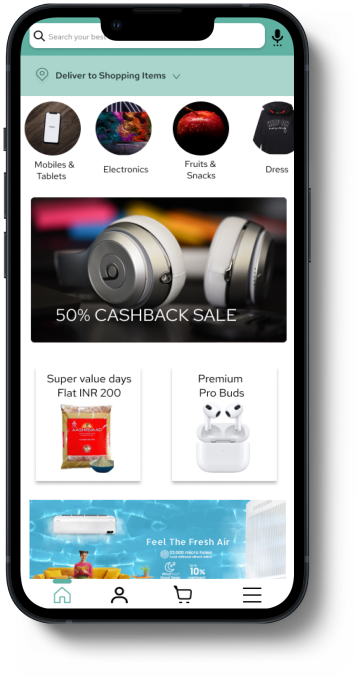 Search your best
Deliver to Shopping Items
Mobiles &
Tablets
Electronics
Fruits &
Snacks
Dress
50% CASHBACK SALE
Super value days
Flat INR 200
Premium
Pro Buds
AASHIRVAAD
Feel The Fresh Air
10%